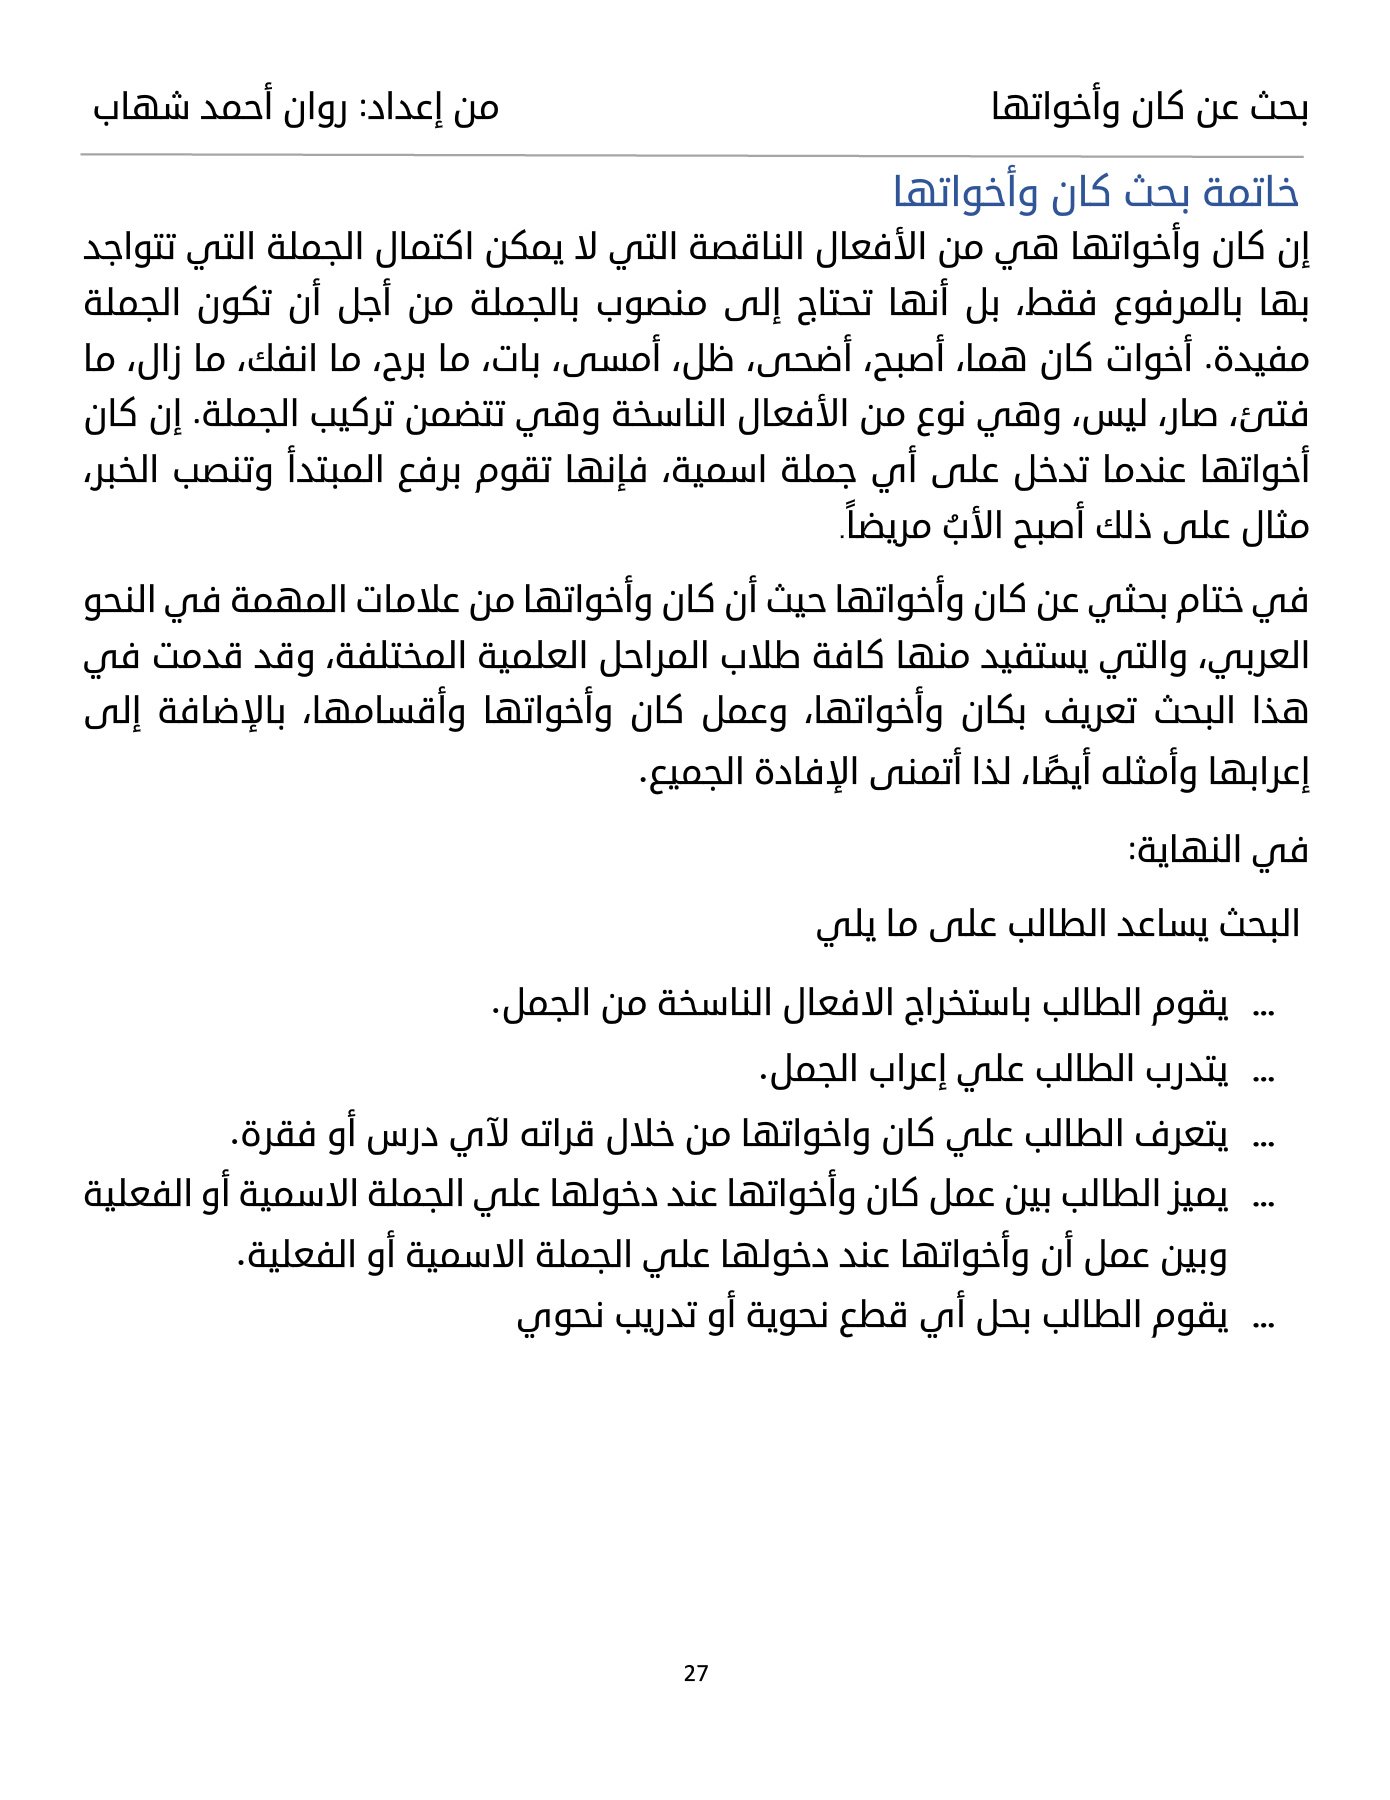 بحث عن كان وأخواتها
من إعداد: روان أحمد شهاب
خاتمة بحث كان وأخواتها
إن كان وأخواتها هي من الأفعال الناقصة التي لا يمكن اكتمال الجملة التي تتواجد
بها بالمرفوع فقط، بل أنها تحتاج إلى منصوب بالجملة من أجل أن تكون الجملة
مفيدة. أخوات كان هما، أصبح، أضحى، ظل، أمسى، بات، ما برح، ما انفك، ما زال، ما
فتئ، صار، ليس، وهي نوع من الأفعال الناسخة وهي تتضمن تركيب الجملة. إن كان
أخواتها عندما تدخل على أي جملة اسمية، فإنها تقوم برفع المبتدأ وتنصب الخبر،
مثال على ذلك أصبح الأبُ مريضاً.
في ختام بحثي عن كان وأخواتها حيث أن كان وأخواتها من علامات المهمة في النحو
العربي، والتي يستفيد منها كافة طلاب المراحل العلمية المختلفة، وقد قدمت في
هذا البحث تعريف بكان وأخواتها، وعمل كان وأخواتها وأقسامها، بالإضافة إلى
إعرابها وأمثله أيضًا، لذا أتمنى الإفادة الجميع.
في النهاية:
البحث يساعد الطالب على ما يلي
... يقوم الطالب باستخراج الافعال الناسخة من الجمل.
... يتدرب الطالب علي إعراب الجمل.
... يتعرف الطالب علي كان واخواتها من خلال قراته لآي درس أو فقرة.
... يميز الطالب بين عمل كان وأخواتها عند دخولها علي الجملة الاسمية أو الفعلية
وبين عمل أن وأخواتها عند دخولها علي الجملة الاسمية أو الفعلية.
... يقوم الطالب بحل أي قطع نحوية أو تدريب نحوي
27